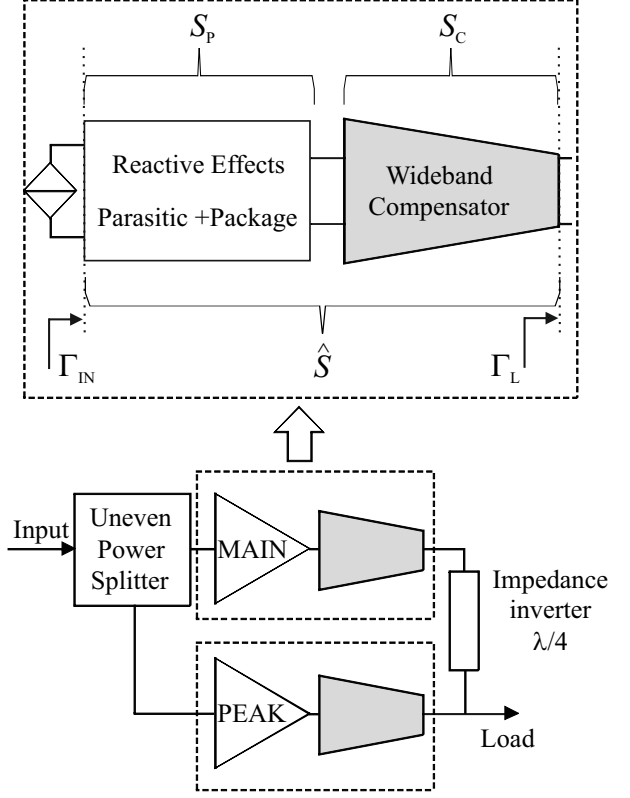 S_P S_C
Reactive Effects
Parasitic +Package
Wideband
Compensator
Γ_IN Ŝ Γ_L
Input
Uneven
Power
Splitter
MAIN
Impedance
inverter
λ/4
PEAK
Load